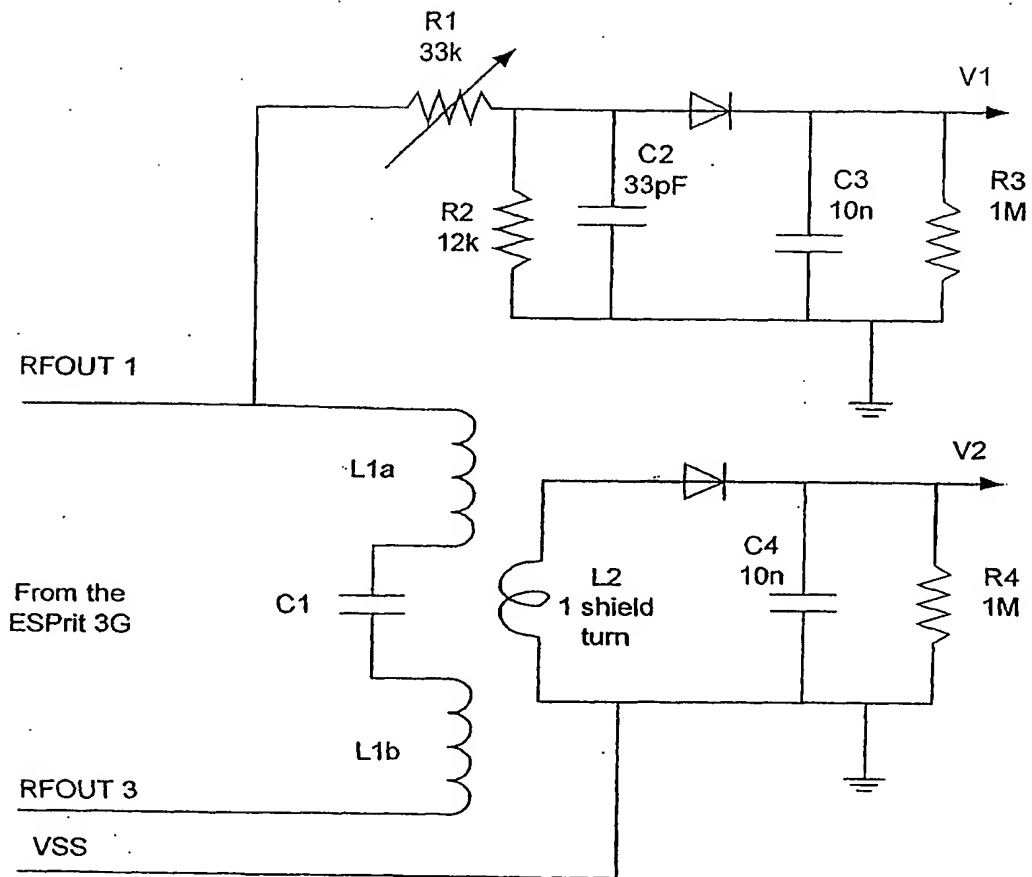 R1
33k
V1
C2
33pF
C3
10n
R3
1M
R2
12k
RFOUT 1
V2
L1a
C4
10n
L2
1 shield
turn
R4
1M
From the
ESPrit 3G
C1
L1b
RFOUT 3
VSS